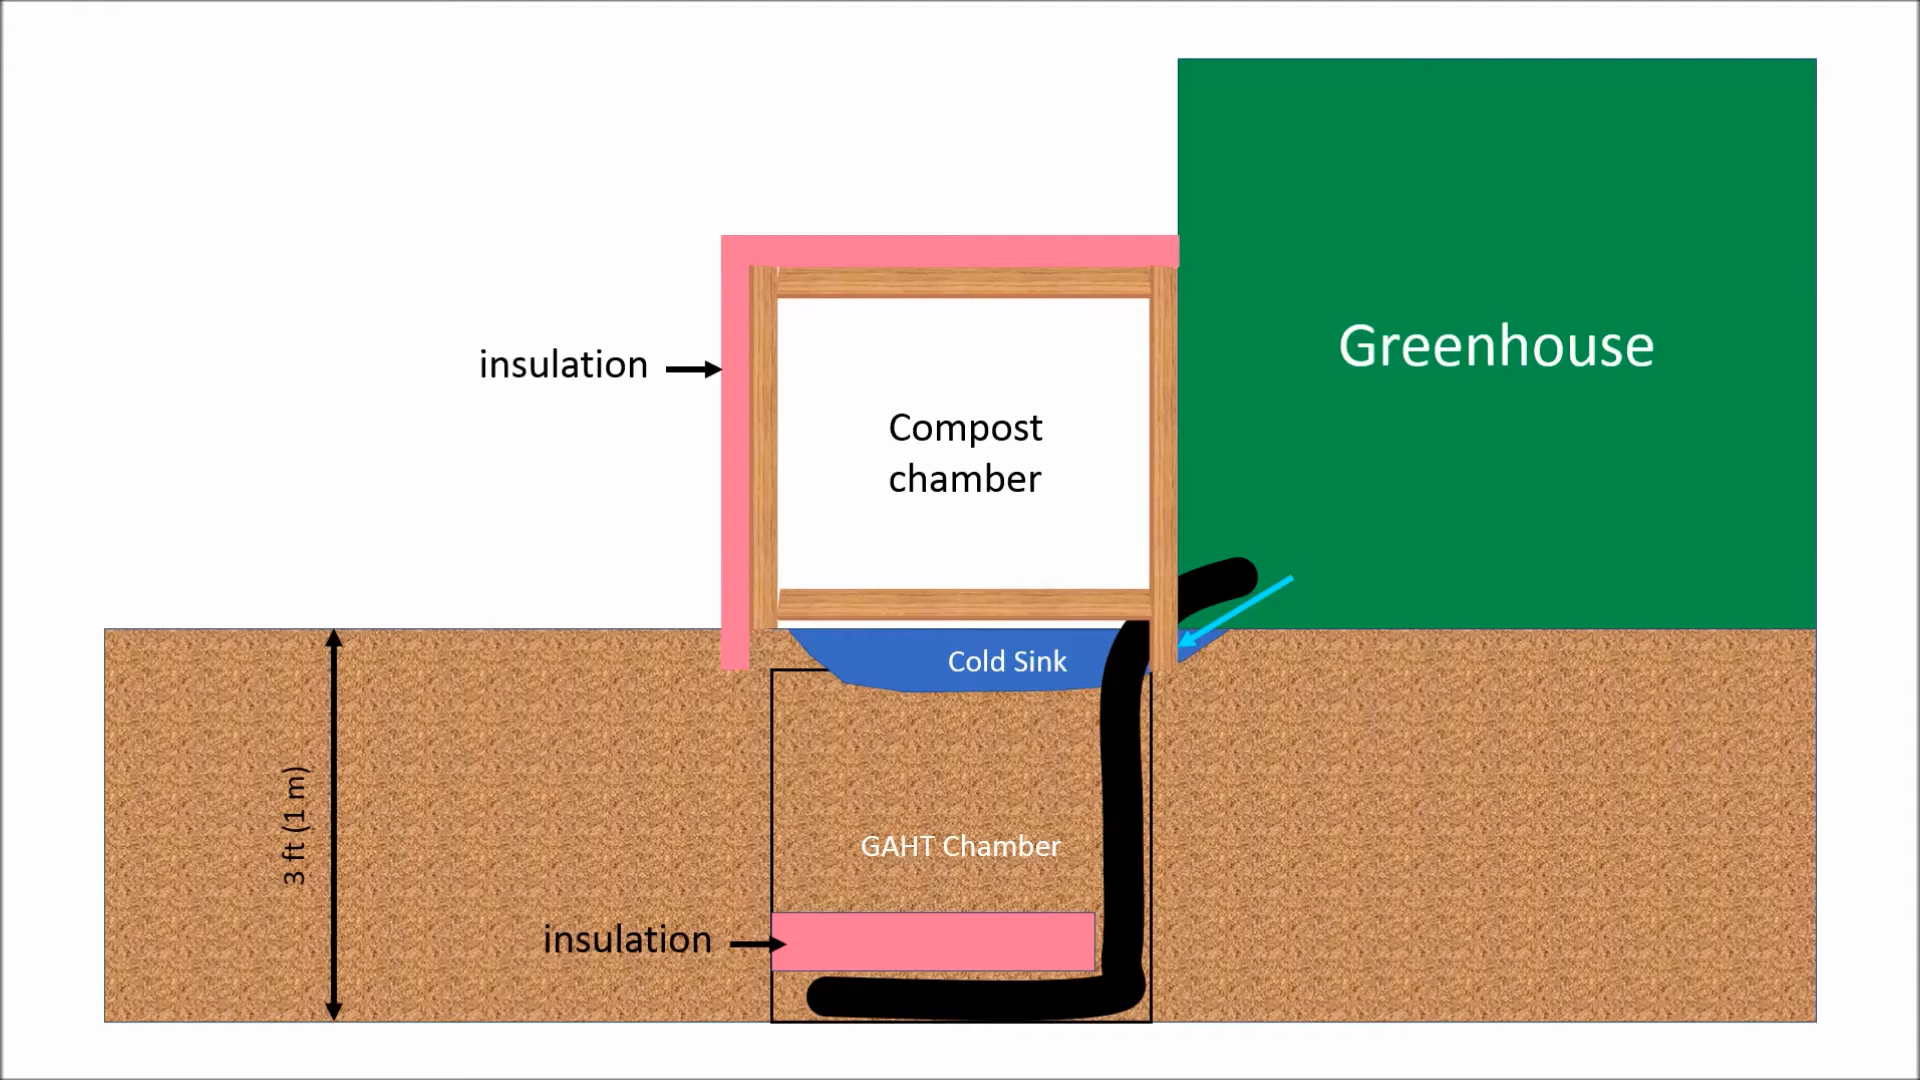 Greenhouse
insulation
Compost
chamber
Cold Sink
3 ft (1 m)
GAHT Chamber
insulation